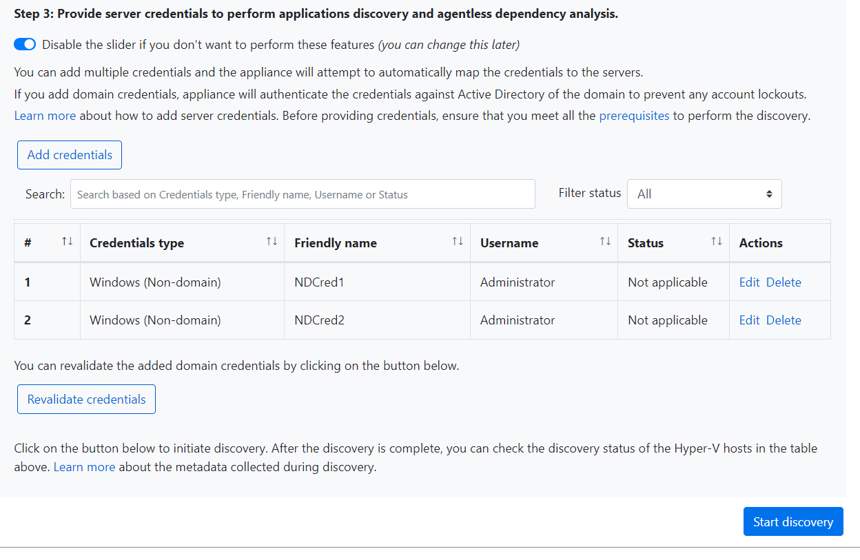 Step 3: Provide server credentials to perform applications discovery and agentless dependency analysis.
Disable the slider if you don't want to perform these features (you can change this later)
You can add multiple credentials and the appliance will attempt to automatically map the credentials to the servers.
If you add domain credentials, appliance will authenticate the credentials against Active Directory of the domain to prevent any account lockouts.
Learn more about how to add server credentials. Before providing credentials, ensure that you meet all the prerequisites to perform the discovery.
Add credentials
Search: Search based on Credentials type, Friendly name, Username or Status Filter status All
# Credentials type Friendly name Username Status Actions
1 Windows (Non-domain) NDCred1 Administrator Not applicable Edit Delete
2 Windows (Non-domain) NDCred2 Administrator Not applicable Edit Delete
You can revalidate the added domain credentials by clicking on the button below.
Revalidate credentials
Click on the button below to initiate discovery. After the discovery is complete, you can check the discovery status of the Hyper-V hosts in the table
above. Learn more about the metadata collected during discovery.
Start discovery